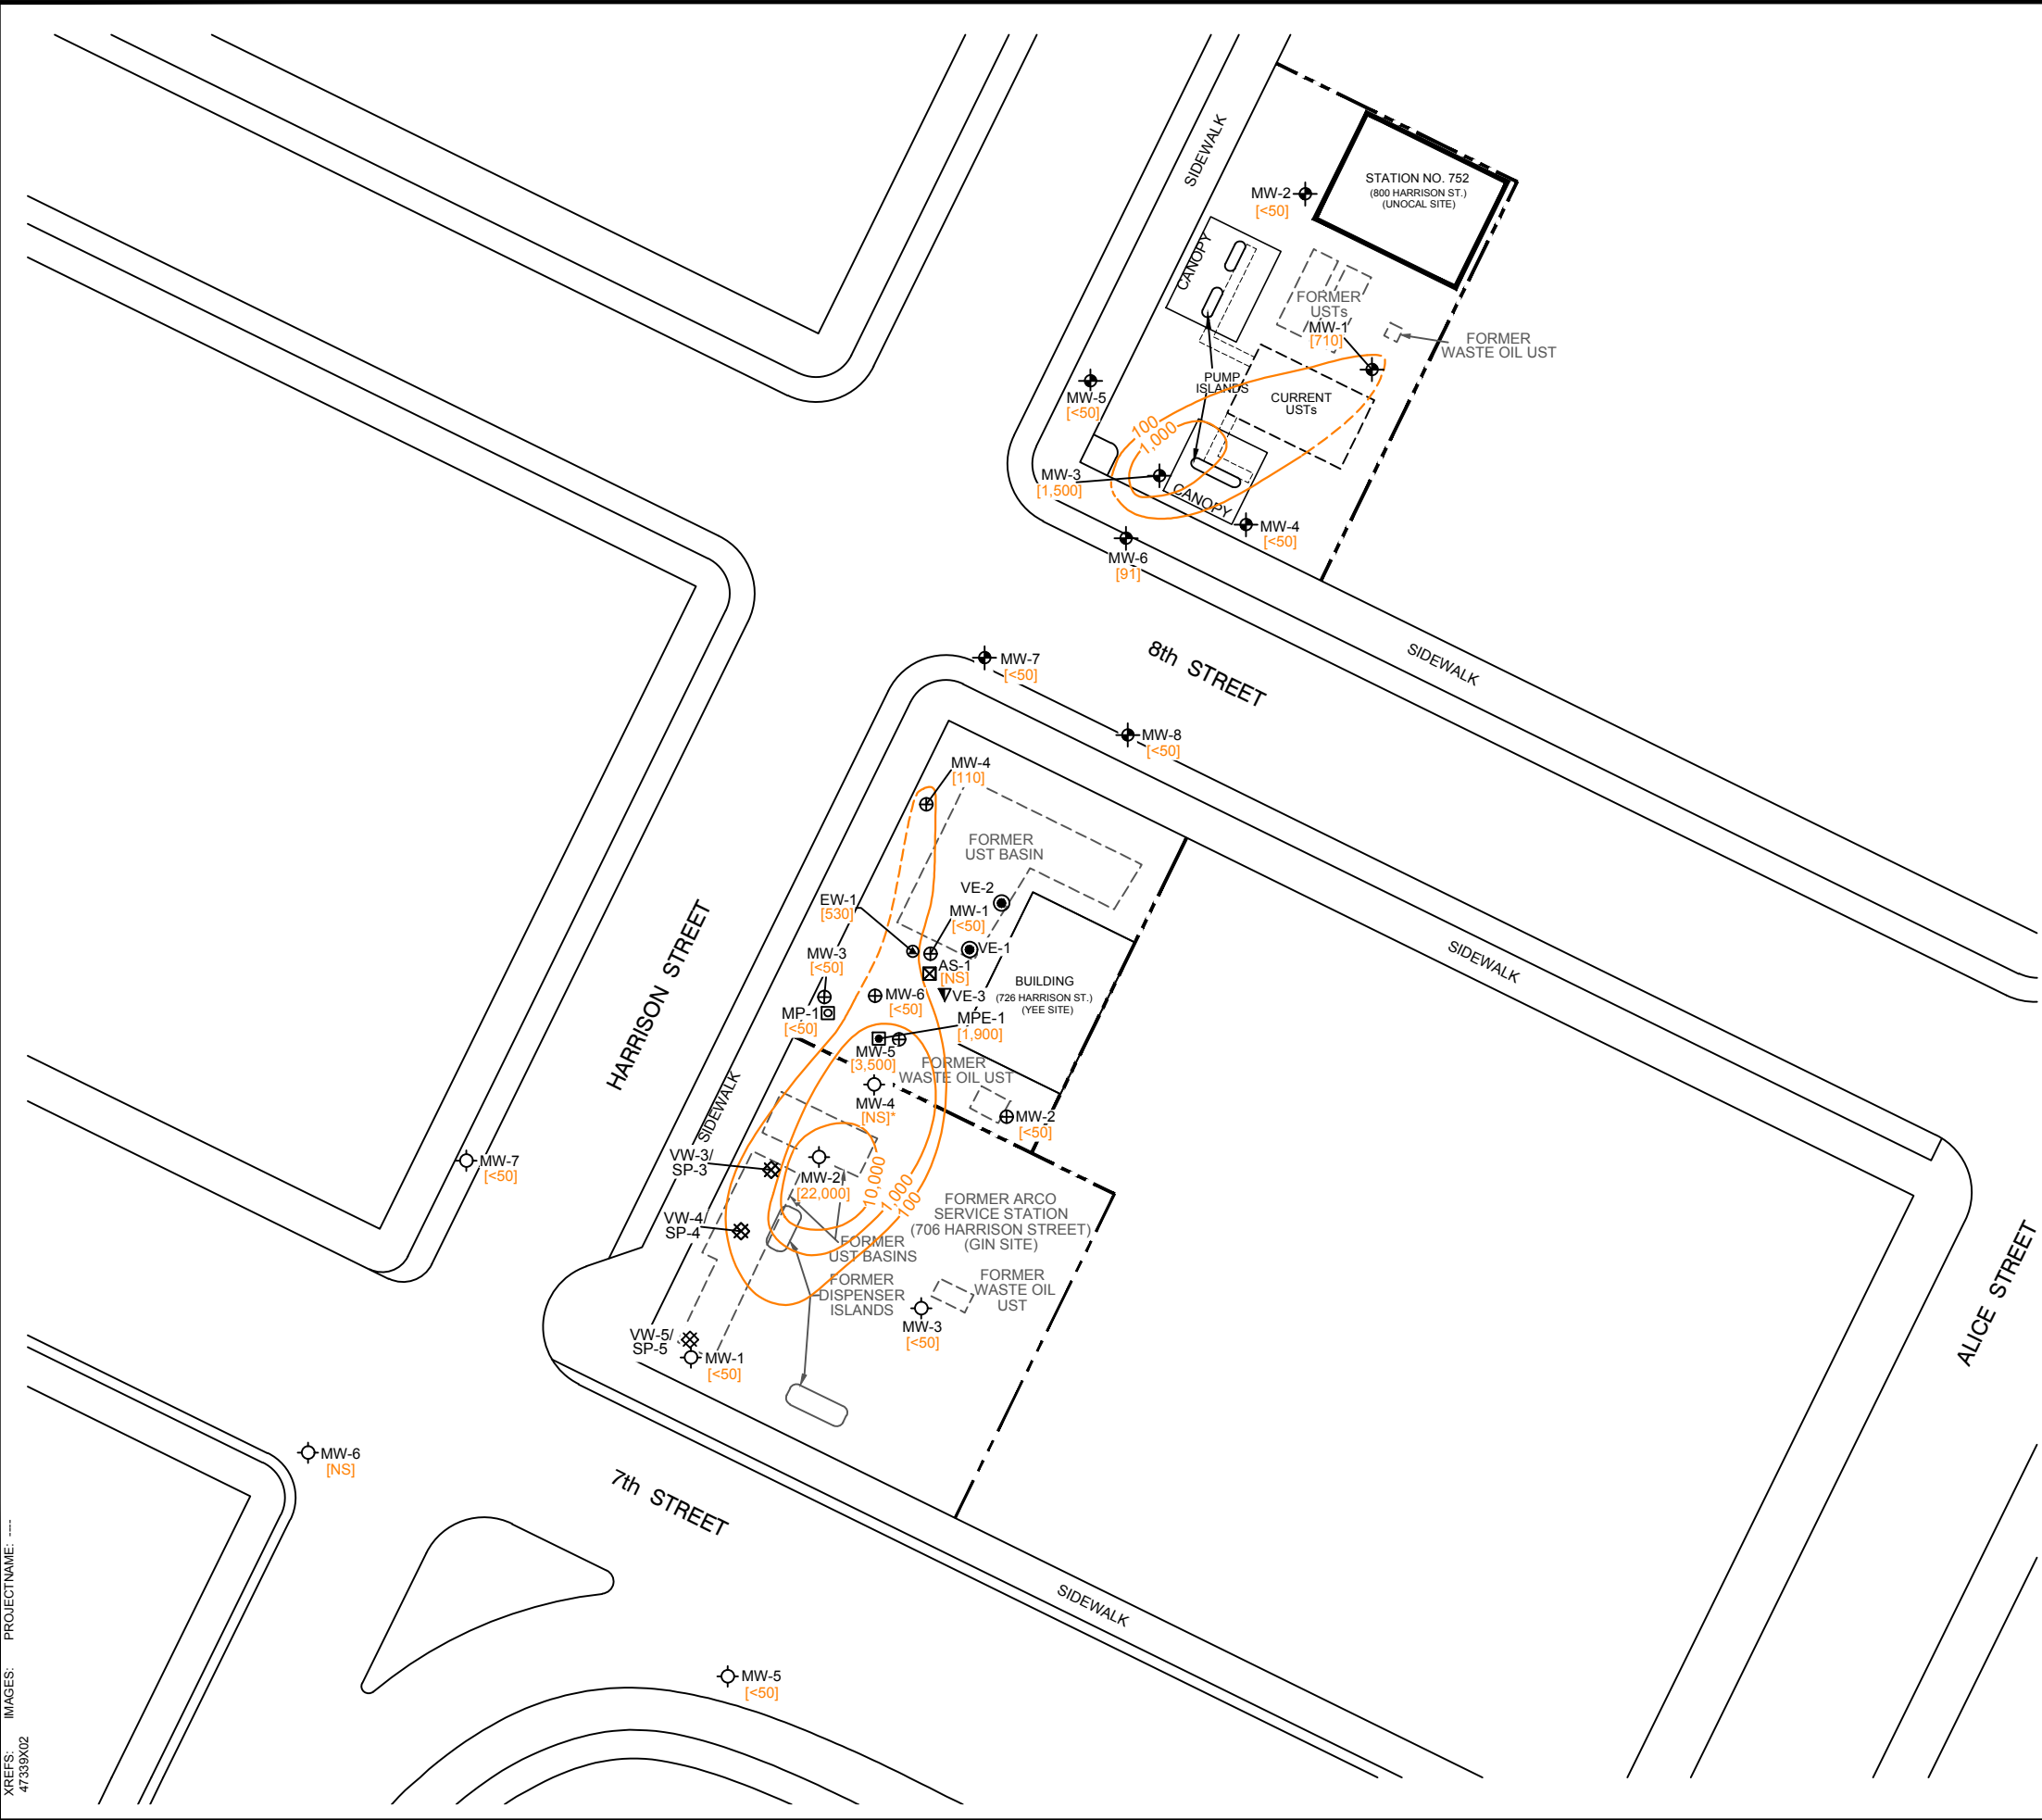 SIDEWALK
STATION NO. 752
(800 HARRISON ST.)
(UNOCAL SITE)
MW-2
[<50]
CANOPY
FORMER
USTs
MW-1
[710]
FORMER
WASTE OIL UST
PUMP
ISLANDS
CURRENT
USTs
MW-5
[<50]
100
1,000
MW-3
[1,500]
CANOPY
MW-4
[<50]
MW-6
[91]
8th STREET
SIDEWALK
MW-7
[<50]
MW-8
[<50]
MW-4
[110]
FORMER
UST BASIN
VE-2
EW-1
[530]
MW-1
[<50]
VE-1
MW-3
[<50]
AS-1
[NS]
MW-6
[<50]
VE-3
BUILDING
(726 HARRISON ST.)
(YEE SITE)
MP-1
[<50]
MPE-1
[1,900]
MW-5
[3,500]
FORMER
WASTE OIL UST
MW-4
[NS]*
MW-2
[<50]
HARRISON STREET
SIDEWALK
SIDEWALK
MW-7
[<50]
VW-3/
SP-3
MW-2
[22,000]
10,000
1,000
100
VW-4/
SP-4
FORMER ARCO
SERVICE STATION
(706 HARRISON STREET)
(GIN SITE)
FORMER
UST BASINS
FORMER
DISPENSER
ISLANDS
FORMER
WASTE OIL
UST
MW-3
[<50]
VW-5/
SP-5
MW-1
[<50]
ALICE STREET
MW-6
[NS]
7th STREET
SIDEWALK
MW-5
[<50]
XREFS: IMAGES: PROJECTNAME: ----
47339X02